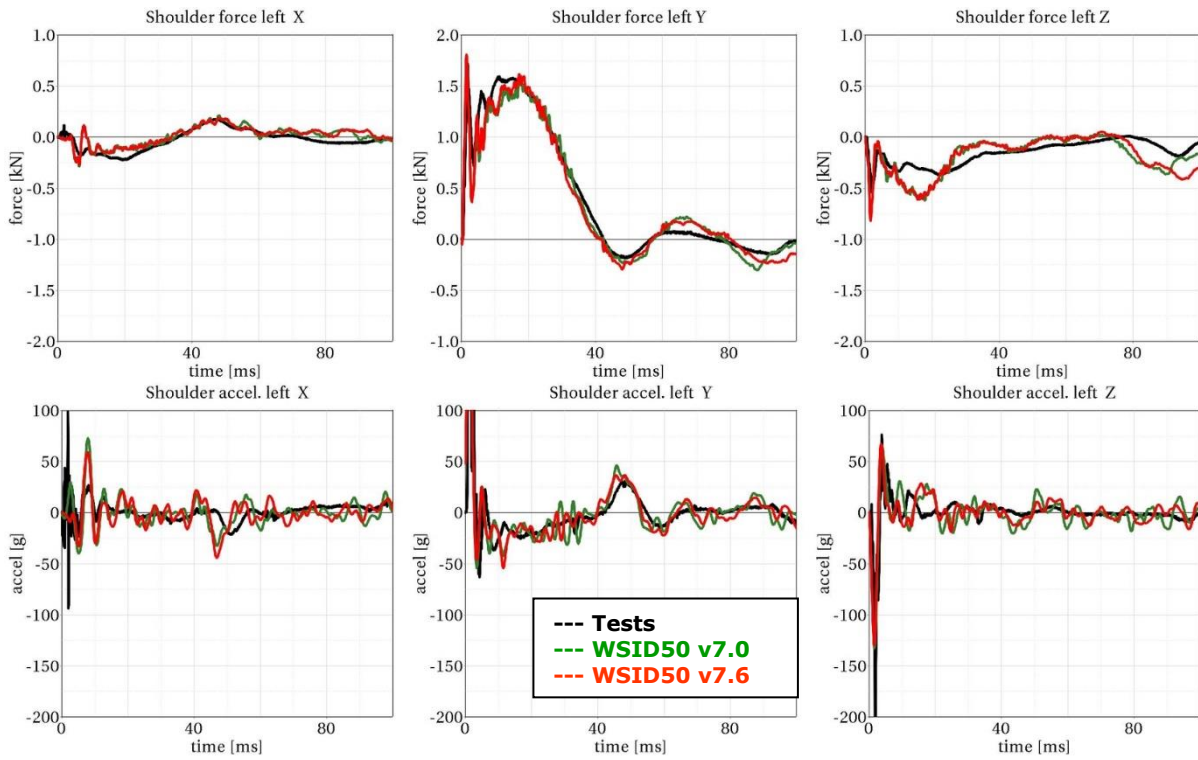 Shoulder force left X
Shoulder force left Y
Shoulder force left Z
1.0
0.5
0.0
-0.5
-1.0
-1.5
-2.0
force [kN]
0
40
80
time [ms]
2.0
1.5
1.0
0.5
0.0
-0.5
-1.0
force [kN]
0
40
80
time [ms]
1.0
0.5
0.0
-0.5
-1.0
-1.5
-2.0
force [kN]
0
40
80
time [ms]
Shoulder accel. left X
Shoulder accel. left Y
Shoulder accel. left Z
100
50
0
-50
-100
-150
-200
accel [g]
0
40
80
time [ms]
100
50
0
-50
-100
-150
-200
accel [g]
0
40
80
time [ms]
--- Tests
--- WSID50 v7.0
--- WSID50 v7.6
100
50
0
-50
-100
-150
-200
accel [g]
0
40
80
time [ms]